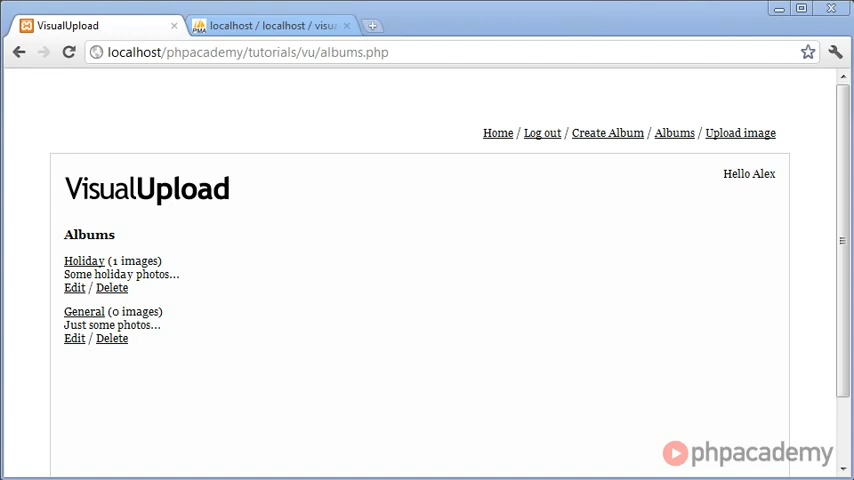 VisualUpload
localhost / localhost / visu
localhost/phpacademy/tutorials/vu/albums.php
Home / Log out / Create Album / Albums / Upload image
Hello Alex
VisualUpload
Albums
Holiday (1 images)
Some holiday photos...
Edit / Delete
General (0 images)
Just some photos...
Edit / Delete
phpacademy